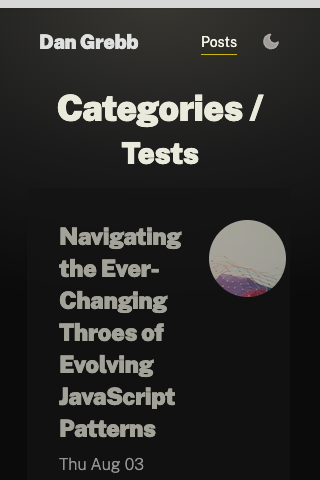 Dan Grebb Posts
Categories /
Tests
Navigating
the Ever-
Changing
Throes of
Evolving
JavaScript
Patterns
Thu Aug 03